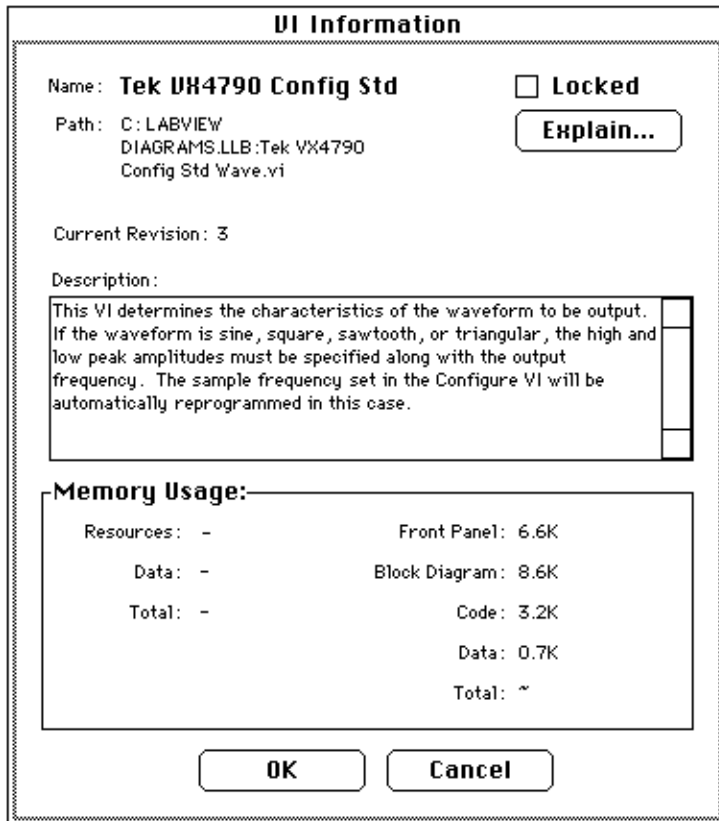 VI Information
Name: Tek VX4790 Config Std
Locked
Path: C:LABVIEW
DIAGRAMS.LLB:Tek VX4790
Config Std Wave.vi
Explain...
Current Revision: 3
Description:
This VI determines the characteristics of the waveform to be output.
If the waveform is sine, square, sawtooth, or triangular, the high and
low peak amplitudes must be specified along with the output
frequency. The sample frequency set in the Configure VI will be
automatically reprogrammed in this case.
Memory Usage:
Resources: -
Front Panel: 6.6K
Data: -
Block Diagram: 8.6K
Total: -
Code: 3.2K
Data: 0.7K
Total: ~
OK
Cancel